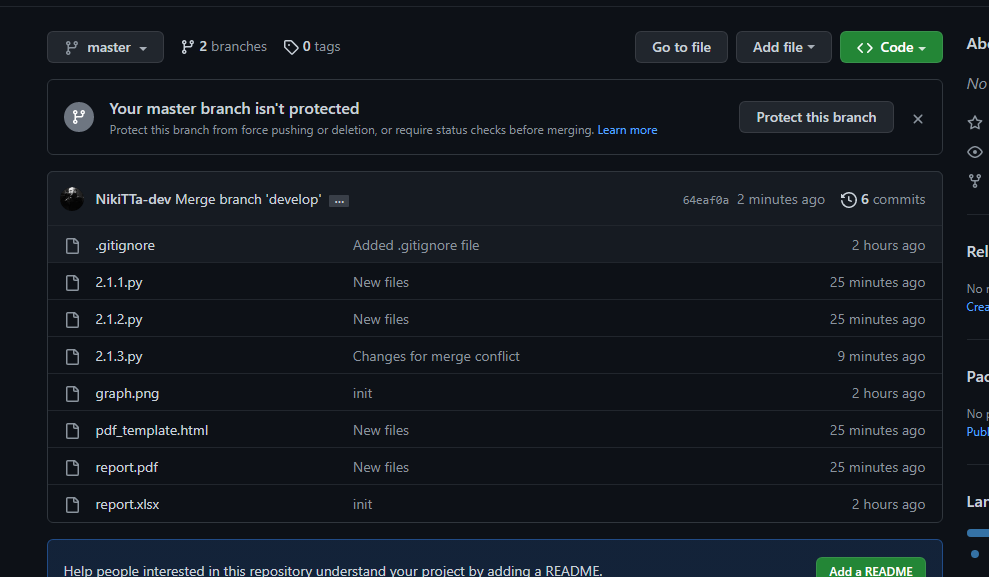 master 2 branches 0 tags Go to file Add file Code
Your master branch isn't protected
Protect this branch from force pushing or deletion, or require status checks before merging. Learn more
Protect this branch
NikiTTa-dev Merge branch 'develop' ... 64eaf0a 2 minutes ago 6 commits
.gitignore Added .gitignore file 2 hours ago
2.1.1.py New files 25 minutes ago
2.1.2.py New files 25 minutes ago
2.1.3.py Changes for merge conflict 9 minutes ago
graph.png init 2 hours ago
pdf_template.html New files 25 minutes ago
report.pdf New files 25 minutes ago
report.xlsx init 2 hours ago
Help people interested in this repository understand your project by adding a README. Add a README
Abo
No
Rel
No r
Crea
Pac
No p
Publ
Lan